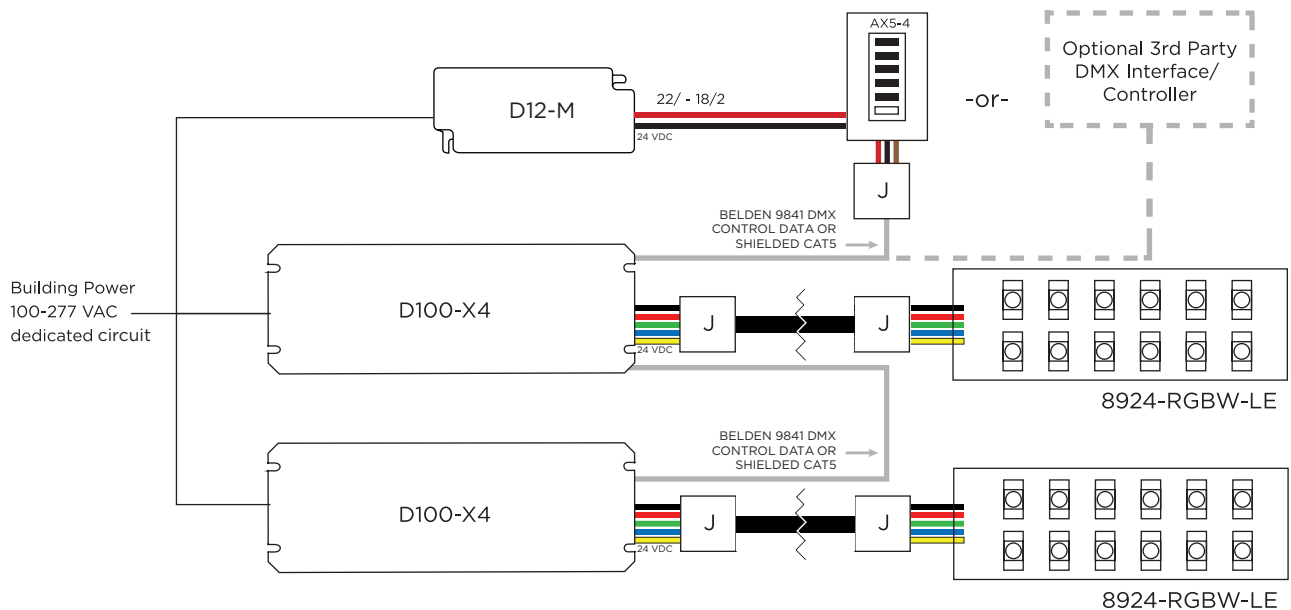 AX5-4
Optional 3rd Party
DMX Interface/
Controller
-or-
D12-M
22/ - 18/2
24 VDC
J
BELDEN 9841 DMX
CONTROL DATA OR
SHIELDED CAT5
Building Power
100-277 VAC
dedicated circuit
D100-X4
J
J
24 VDC
8924-RGBW-LE
BELDEN 9841 DMX
CONTROL DATA OR
SHIELDED CAT5
D100-X4
J
J
24 VDC
8924-RGBW-LE